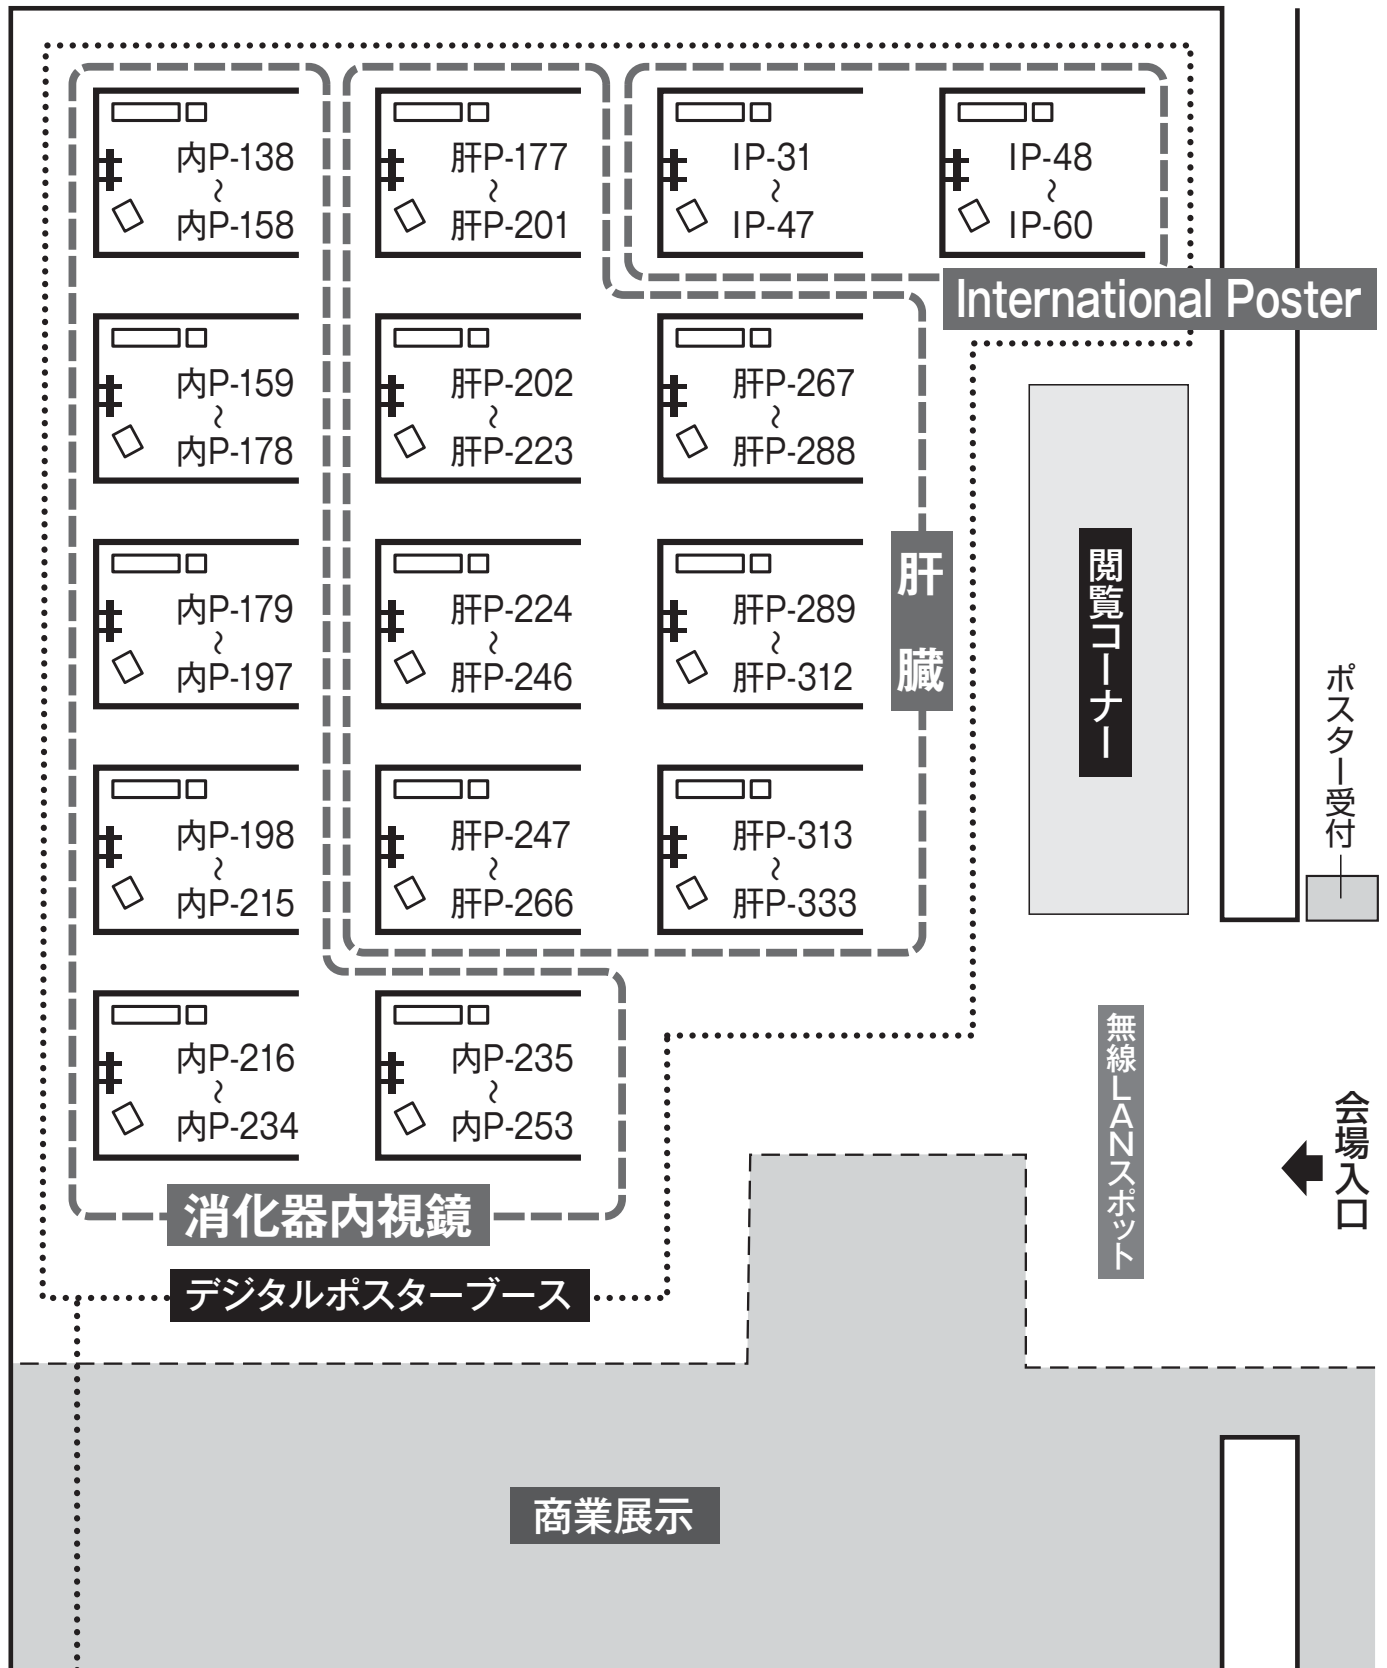 内P-138
〜
内P-158
肝P-177
〜
肝P-201
IP-31
〜
IP-47
IP-48
〜
IP-60
International Poster
内P-159
〜
内P-178
肝P-202
〜
肝P-223
肝P-267
〜
肝P-288
内P-179
〜
内P-197
肝P-224
〜
肝P-246
肝P-289
〜
肝P-312
肝臓
閲覧コーナー
ポスター受付
内P-198
〜
内P-215
肝P-247
〜
肝P-266
肝P-313
〜
肝P-333
内P-216
〜
内P-234
内P-235
〜
内P-253
無線LANスポット
会場入口
消化器内視鏡
デジタルポスターブース
商業展示